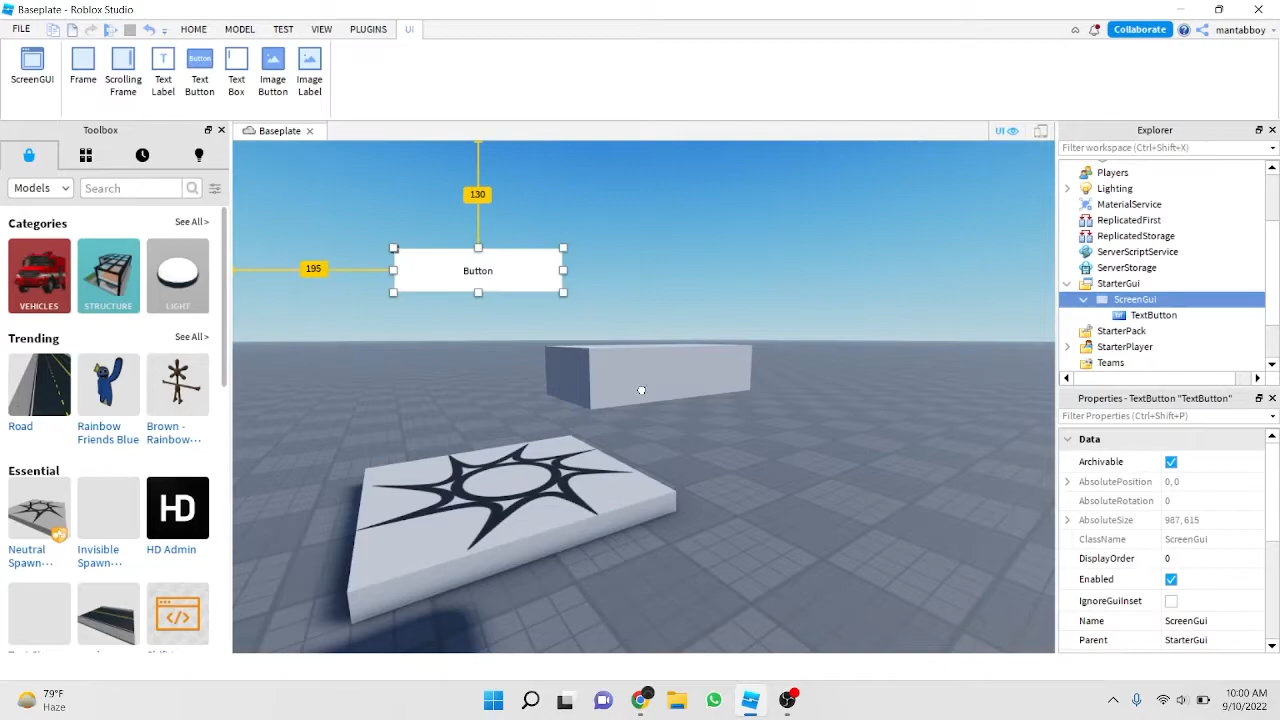 Baseplate - Roblox Studio
FILE HOME MODEL TEST VIEW PLUGINS UI
Collaborate mantabboy
ScreenGUI
Frame
Scrolling
Frame
Text
Label
Button
Text
Button
Text
Box
Image
Button
Image
Label
Toolbox
Models Search
Categories See All >
VEHICLES STRUCTURE LIGHT
Trending See All >
Road
Rainbow
Friends Blue
Brown -
Rainbow···
Essential
HD
Neutral
Spawn···
Invisible
Spawn···
HD Admin
Baseplate
UI
130
195
Button
Explorer
Filter workspace (Ctrl+Shift+X)
Players
Lighting
MaterialService
ReplicatedFirst
ReplicatedStorage
ServerScriptService
ServerStorage
StarterGui
ScreenGui
TextButton
StarterPack
StarterPlayer
Teams
Properties - TextButton "TextButton"
Filter Properties (Ctrl+Shift+P)
Data
Archivable
AbsolutePosition 0, 0
AbsoluteRotation 0
AbsoluteSize 987, 615
ClassName ScreenGui
DisplayOrder 0
Enabled
IgnoreGuiInset
Name ScreenGui
Parent StarterGui
79°F
Haze
10:00 AM
9/10/2022